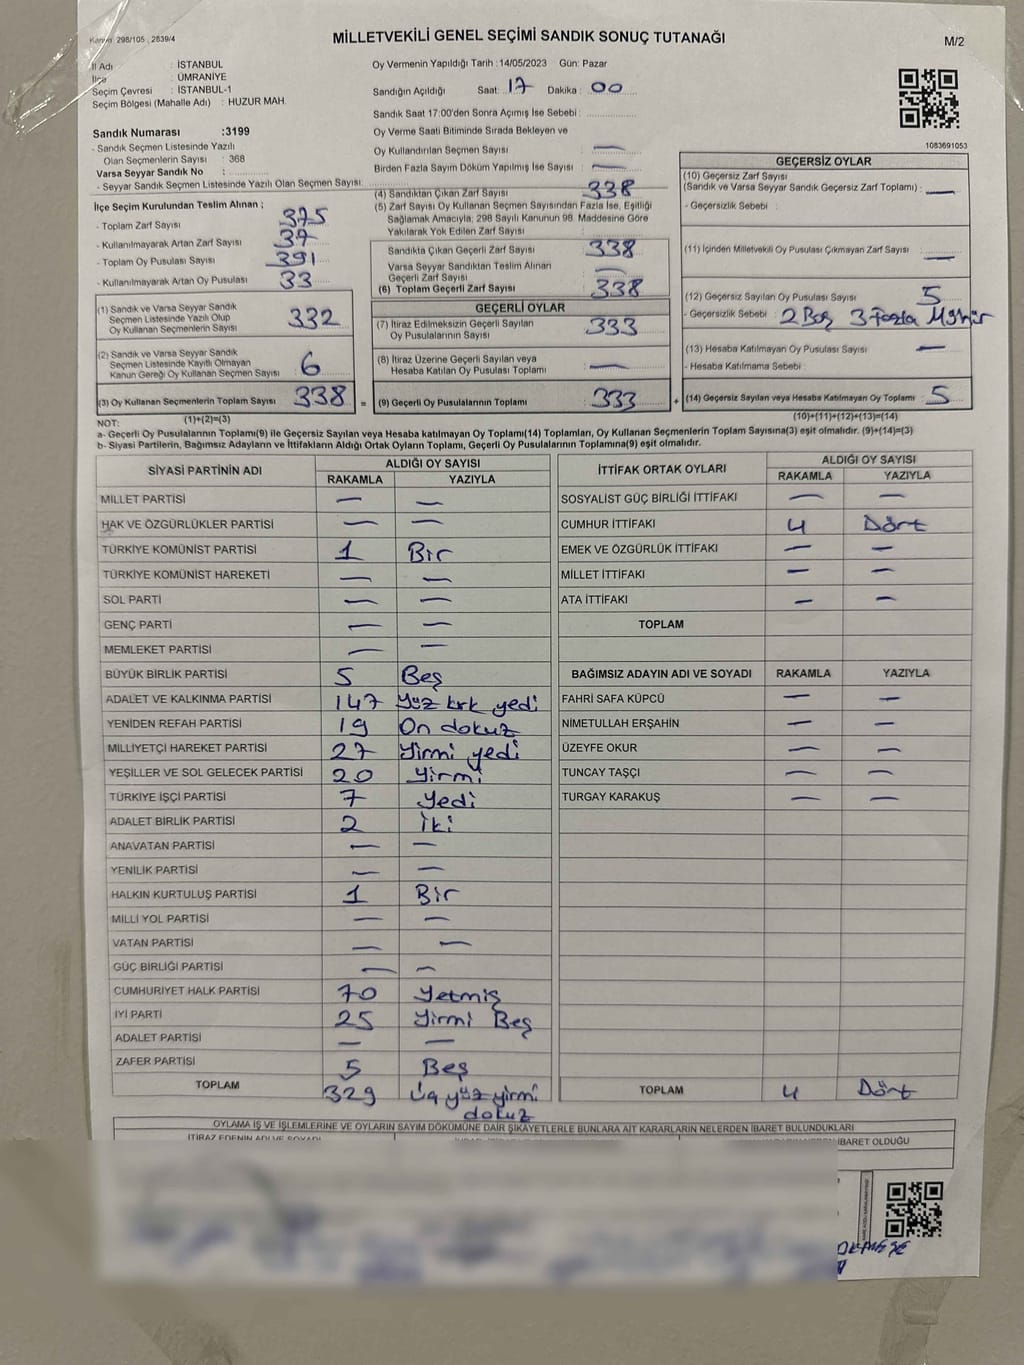 Kanun 298/105 , 2839/4
MİLLETVEKİLİ GENEL SEÇİMİ SANDIK SONUÇ TUTANAĞI
M/2
İl Adı : İSTANBUL
İlçe : ÜMRANİYE
Seçim Çevresi : İSTANBUL-1
Seçim Bölgesi (Mahalle Adı) : HUZUR MAH.
Sandık Numarası :3199
- Sandık Seçmen Listesinde Yazılı
Olan Seçmenlerin Sayısı : 368
Varsa Seyyar Sandık No :
- Seyyar Sandık Seçmen Listesinde Yazılı Olan Seçmen Sayısı
İlçe Seçim Kurulundan Teslim Alınan ;
- Toplam Zarf Sayısı 375
- Kullanılmayarak Artan Zarf Sayısı 37
- Toplam Oy Pusulası Sayısı 391
- Kullanılmayarak Artan Oy Pusulası 33
(1) Sandık ve Varsa Seyyar Sandık
Seçmen Listesinde Yazılı Olup
Oy Kullanan Seçmenlerin Sayısı 332
(2) Sandık ve Varsa Seyyar Sandık
Seçmen Listesinde Kayıtlı Olmayan
Kanun Gereği Oy Kullanan Seçmen Sayısı 6
(3) Oy Kullanan Seçmenlerin Toplam Sayısı 338
(1)+(2)=(3)
Oy Vermenin Yapıldığı Tarih :14/05/2023 Gün: Pazar
Sandığın Açıldığı Saat: 17 Dakika : 00
Sandık Saat 17:00'den Sonra Açımış İse Sebebi :
Oy Verme Saati Bitiminde Sırada Bekleyen ve
Oy Kullandırılan Seçmen Sayısı : —
Birden Fazla Sayım Döküm Yapılmış İse Sayısı : —
(4) Sandıktan Çıkan Zarf Sayısı 338
(5) Zarf Sayısı Oy Kullanan Seçmen Sayısından Fazla İse, Eşitliği
Sağlamak Amacıyla; 298 Sayılı Kanunun 98. Maddesine Göre
Yakılarak Yok Edilen Zarf Sayısı :
Sandıkta Çıkan Geçerli Zarf Sayısı 338
Varsa Seyyar Sandıktan Teslim Alınan
Geçerli Zarf Sayısı —
(6) Toplam Geçerli Zarf Sayısı 338
GEÇERLİ OYLAR
(7) İtiraz Edilmeksizin Geçerli Sayılan
Oy Pusulalarının Sayısı 333
(8) İtiraz Üzerine Geçerli Sayılan veya
Hesaba Katılan Oy Pusulası Toplamı —
= (9) Geçerli Oy Pusulalarının Toplamı 333
1083691053
GEÇERSİZ OYLAR
(10) Geçersiz Zarf Sayısı
(Sandık ve Varsa Seyyar Sandık Geçersiz Zarf Toplamı) : —
- Geçersizlik Sebebi :
(11) İçinden Milletvekili Oy Pusulası Çıkmayan Zarf Sayısı : —
(12) Geçersiz Sayılan Oy Pusulası Sayısı : 5
- Geçersizlik Sebebi : 2 Boş 3 Fazla Mühür
(13) Hesaba Katılmayan Oy Pusulası Sayısı : —
- Hesaba Katılmama Sebebi :
+ (14) Geçersiz Sayılan veya Hesaba Katılmayan Oy Toplamı : 5
(10)+(11)+(12)+(13)=(14)
NOT:
a- Geçerli Oy Pusulalarının Toplamı(9) ile Geçersiz Sayılan veya Hesaba katılmayan Oy Toplamı(14) Toplamları, Oy Kullanan Seçmenlerin Toplam Sayısına(3) eşit olmalıdır. (9)+(14)=(3)
b- Siyasi Partilerin, Bağımsız Adayların ve İttifakların Aldığı Ortak Oyların Toplam, Geçerli Oy Pusulalarının Toplamına(9) eşit olmalıdır.
SİYASİ PARTİNİN ADI ALDIĞI OY SAYISI
RAKAMLA YAZIYLA
MİLLET PARTİSİ — —
HAK VE ÖZGÜRLÜKLER PARTİSİ — —
TÜRKİYE KOMÜNİST PARTİSİ 1 Bir
TÜRKİYE KOMÜNİST HAREKETİ — —
SOL PARTİ — —
GENÇ PARTİ — —
MEMLEKET PARTİSİ — —
BÜYÜK BİRLİK PARTİSİ 5 Beş
ADALET VE KALKINMA PARTİSİ 147 Yüz kırk yedi
YENİDEN REFAH PARTİSİ 19 On dokuz
MİLLİYETÇİ HAREKET PARTİSİ 27 Yirmi yedi
YEŞİLLER VE SOL GELECEK PARTİSİ 20 Yirmi
TÜRKİYE İŞÇİ PARTİSİ 7 Yedi
ADALET BİRLİK PARTİSİ 2 İki
ANAVATAN PARTİSİ — —
YENİLİK PARTİSİ — —
HALKIN KURTULUŞ PARTİSİ 1 Bir
MİLLİ YOL PARTİSİ — —
VATAN PARTİSİ — —
GÜÇ BİRLİĞİ PARTİSİ — —
CUMHURİYET HALK PARTİSİ 70 Yetmiş
İYİ PARTİ 25 Yirmi Beş
ADALET PARTİSİ — —
ZAFER PARTİSİ 5 Beş
TOPLAM 329 Üç yüz yirmi
dokuz
İTTİFAK ORTAK OYLARI ALDIĞI OY SAYISI
RAKAMLA YAZIYLA
SOSYALİST GÜÇ BİRLİĞİ İTTİFAKI — —
CUMHUR İTTİFAKI 4 Dört
EMEK VE ÖZGÜRLÜK İTTİFAKI — —
MİLLET İTTİFAKI — —
ATA İTTİFAKI — —
TOPLAM
BAĞIMSIZ ADAYIN ADI VE SOYADI RAKAMLA YAZIYLA
FAHRİ SAFA KÜPCÜ — —
NİMETULLAH ERŞAHİN — —
ÜZEYFE OKUR — —
TUNCAY TAŞÇI — —
TURGAY KARAKUŞ — —
TOPLAM 4 Dört
OYLAMA İŞ VE İŞLEMLERİNE VE OYLARIN SAYIM DÖKÜMÜNE DAİR ŞİKAYETLERLE BUNLARA AİT KARARLARIN NELERDEN İBARET BULUNDUKLARI
İTİRAZ EDENİN ADI VE SOYADI
İBARET OLDUĞU